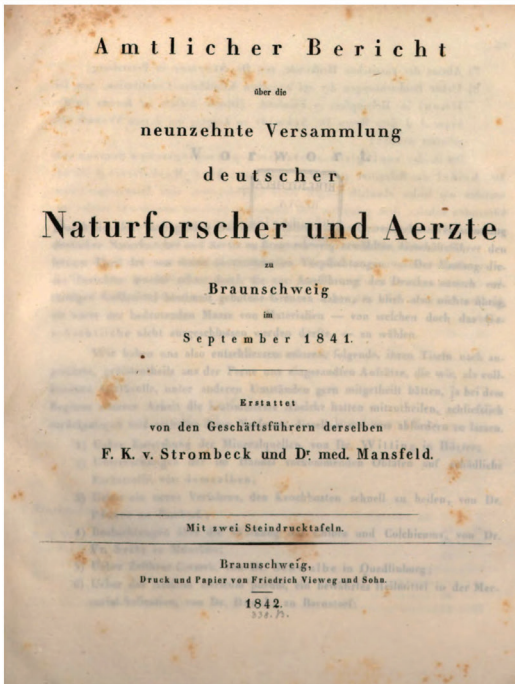 Amtlicher Bericht
über die
neunzehnte Versammlung
deutscher
Naturforscher und Aerzte
zu
Braunschweig
im
September 1841.
Erstattet
von den Geschäftsführern derselben
F. K. v. Strombeck und Dr. med. Mansfeld.
Mit zwei Steindrucktafeln.
Braunschweig,
Druck und Papier von Friedrich Vieweg und Sohn.
1842.